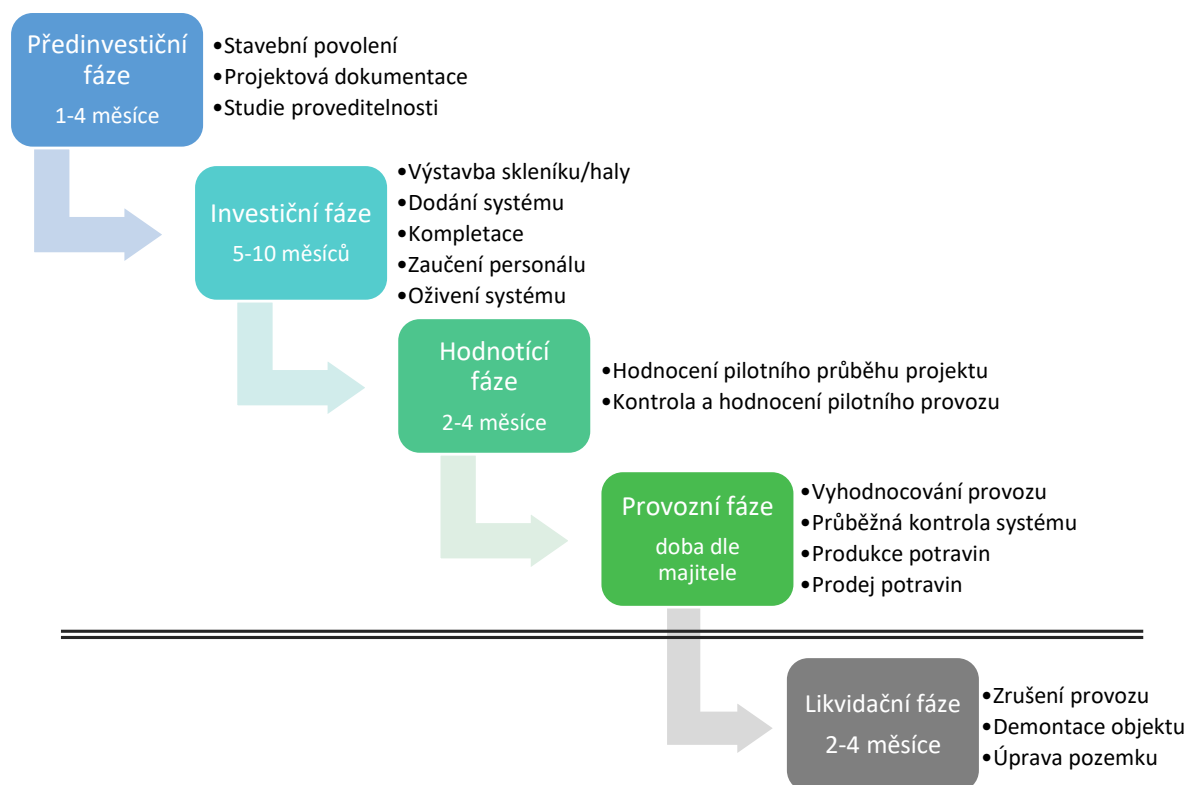 Předinvestiční
fáze
1-4 měsíce
•Stavební povolení
•Projektová dokumentace
•Studie proveditelnosti
Investiční fáze
5-10 měsíců
•Výstavba skleníku/haly
•Dodání systému
•Kompletace
•Zaučení personálu
•Oživení systému
Hodnotící
fáze
2-4 měsíce
•Hodnocení pilotního průběhu projektu
•Kontrola a hodnocení pilotního provozu
Provozní fáze
doba dle
majitele
•Vyhodnocování provozu
•Průběžná kontrola systému
•Produkce potravin
•Prodej potravin
Likvidační fáze
2-4 měsíce
•Zrušení provozu
•Demontace objektu
•Úprava pozemku